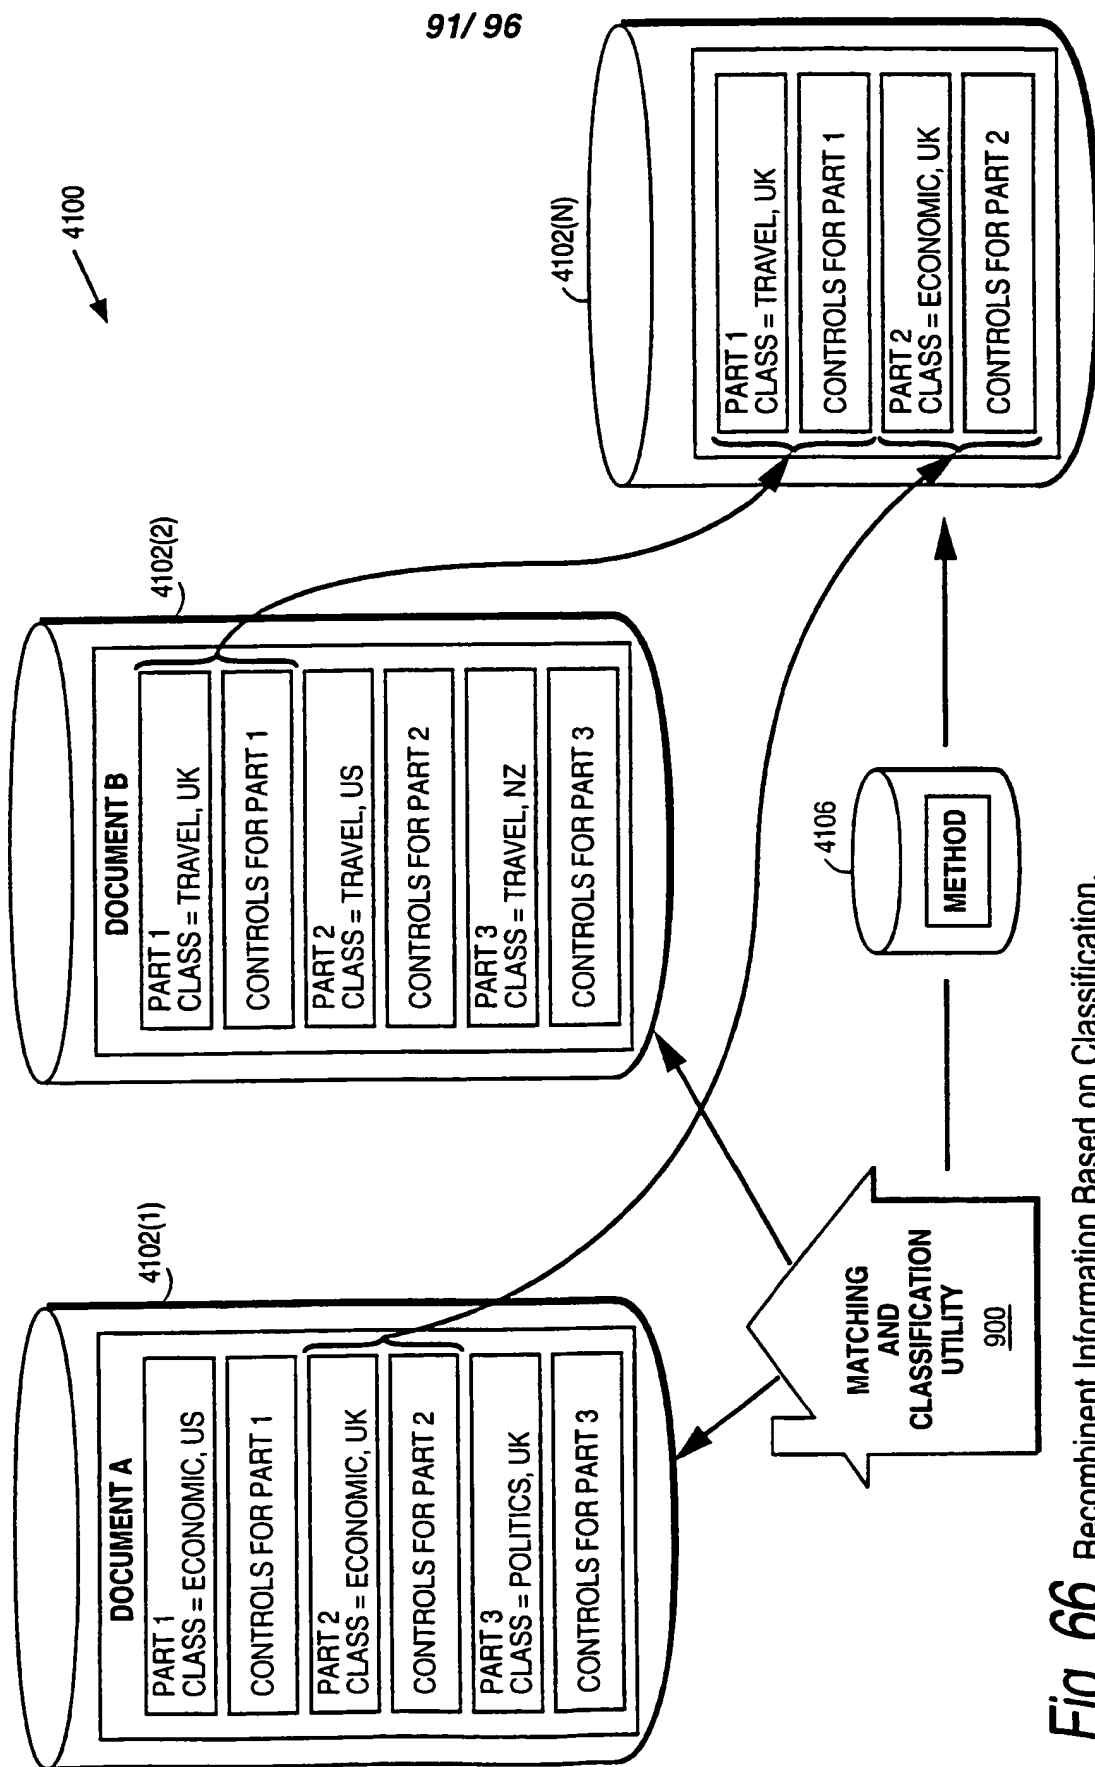 91/ 96
4100
4102(1)
DOCUMENT A
PART 1
CLASS = ECONOMIC, US
CONTROLS FOR PART 1
PART 2
CLASS = ECONOMIC, UK
CONTROLS FOR PART 2
PART 3
CLASS = POLITICS, UK
CONTROLS FOR PART 3
4102(2)
DOCUMENT B
PART 1
CLASS = TRAVEL, UK
CONTROLS FOR PART 1
PART 2
CLASS = TRAVEL, US
CONTROLS FOR PART 2
PART 3
CLASS = TRAVEL, NZ
CONTROLS FOR PART 3
4102(N)
PART 1
CLASS = TRAVEL, UK
CONTROLS FOR PART 1
PART 2
CLASS = ECONOMIC, UK
CONTROLS FOR PART 2
MATCHING
AND
CLASSIFICATION
UTILITY
900
4106
METHOD
Fig. 66 Recombinent Information Based on Classification.